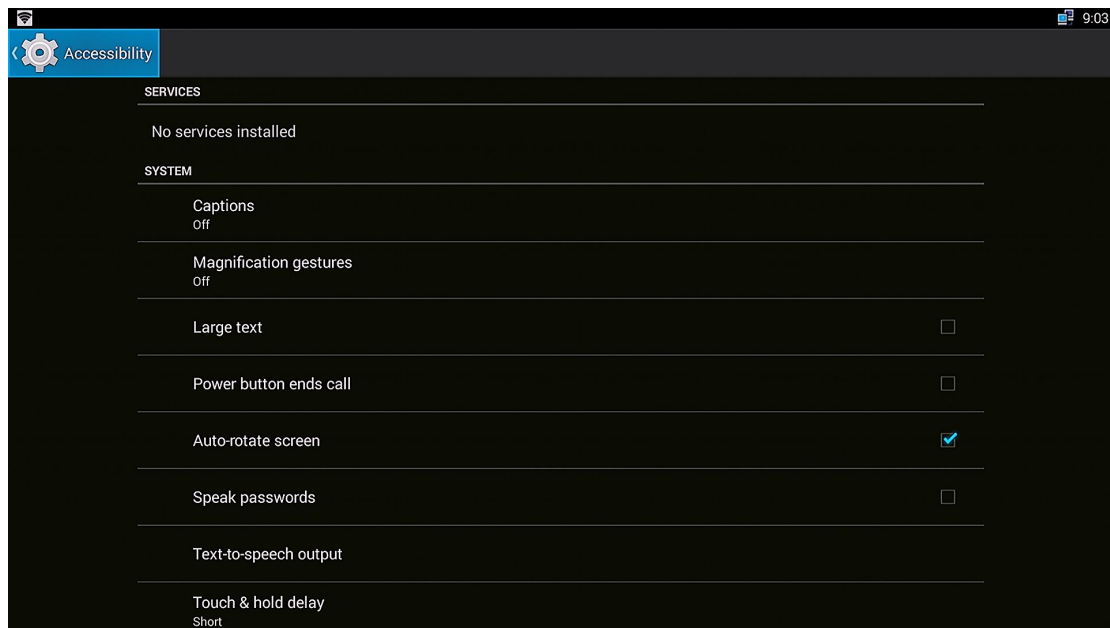 9:03
Accessibility
SERVICES
No services installed
SYSTEM
Captions
Off
Magnification gestures
Off
Large text
Power button ends call
Auto-rotate screen
Speak passwords
Text-to-speech output
Touch & hold delay
Short